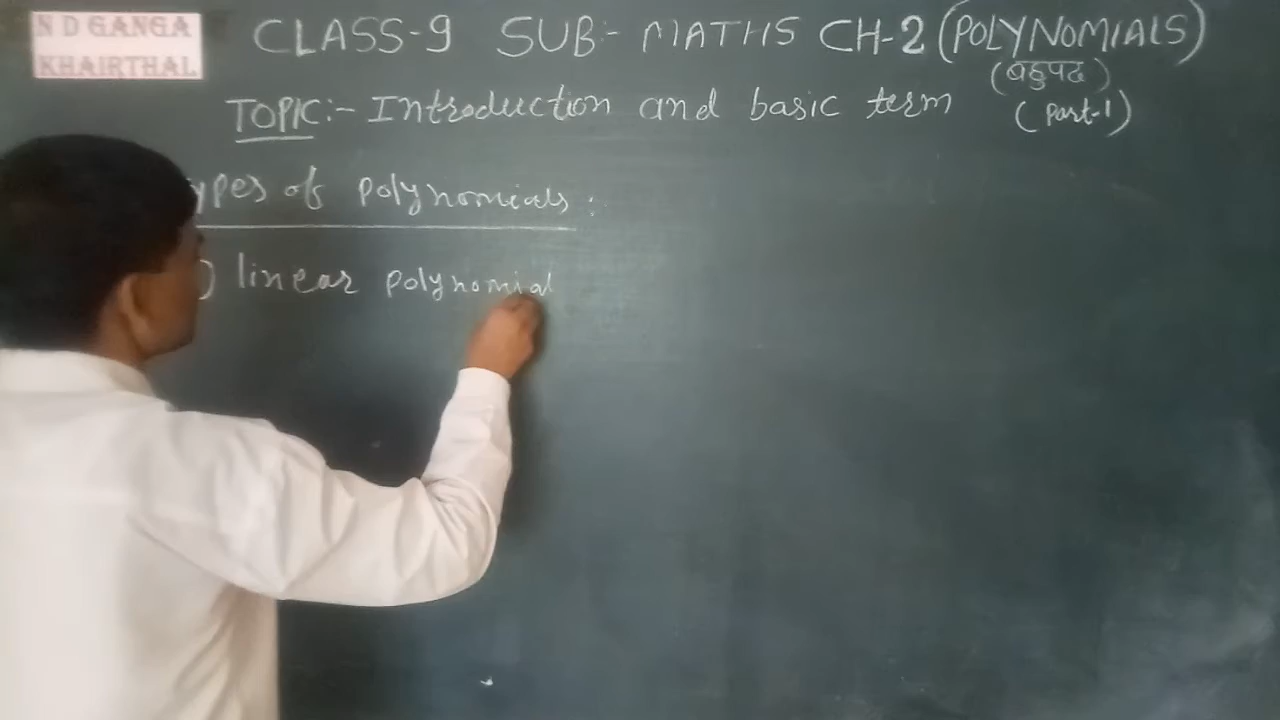 N D GANGA
KHAIRTHAL
CLASS-9 SUB:- MATHS CH-2 (POLYNOMIALS)
(बहुपद)
TOPIC:- Introduction and basic term (Part-1)
ypes of polynomials:
) linear polynomial